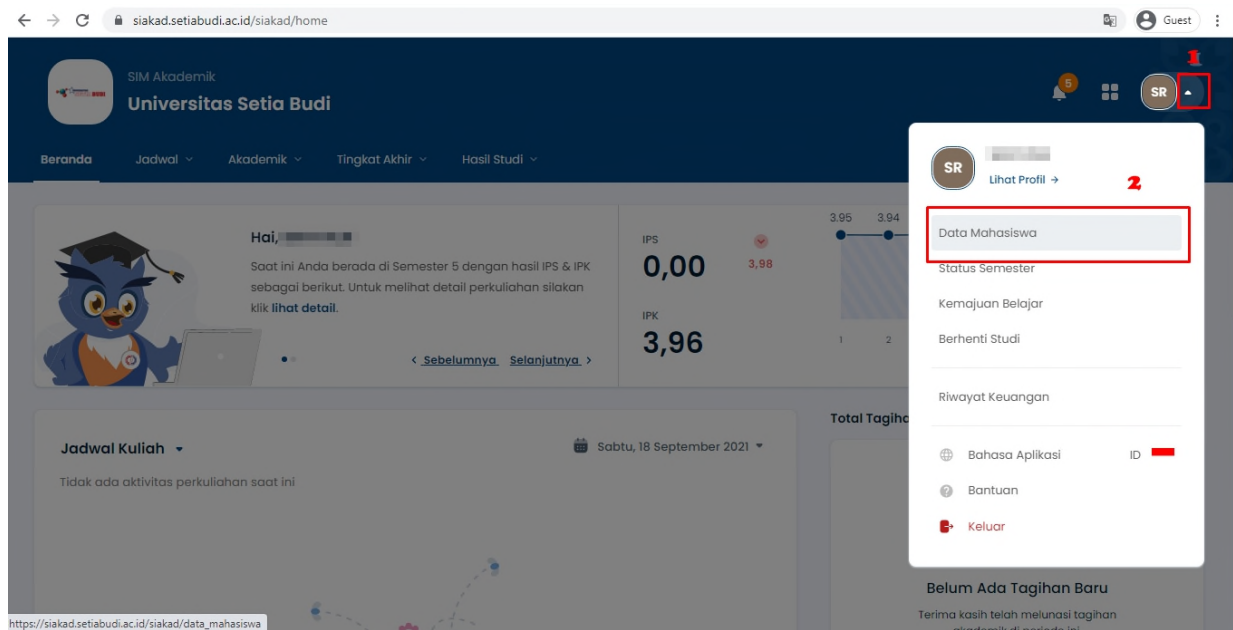 siakad.setiabudi.ac.id/siakad/home
Guest
1
SIM Akademik
Universitas Setia Budi
5
SR
Beranda Jadwal Akademik Tingkat Akhir Hasil Studi
SR
Lihat Profil →
2
Data Mahasiswa
Status Semester
Kemajuan Belajar
Berhenti Studi
Riwayat Keuangan
Bahasa Aplikasi ID
Bantuan
Keluar
Hai,
Saat ini Anda berada di Semester 5 dengan hasil IPS & IPK
sebagai berikut. Untuk melihat detail perkuliahan silakan
klik lihat detail.
< Sebelumnya Selanjutnya >
IPS
0,00 3,98
IPK
3,96
3.95 3.94
1 2
Jadwal Kuliah
Sabtu, 18 September 2021
Tidak ada aktivitas perkuliahan saat ini
Total Tagiha
Belum Ada Tagihan Baru
Terima kasih telah melunasi tagihan
akademik di periode ini
https://siakad.setiabudi.ac.id/siakad/data_mahasiswa